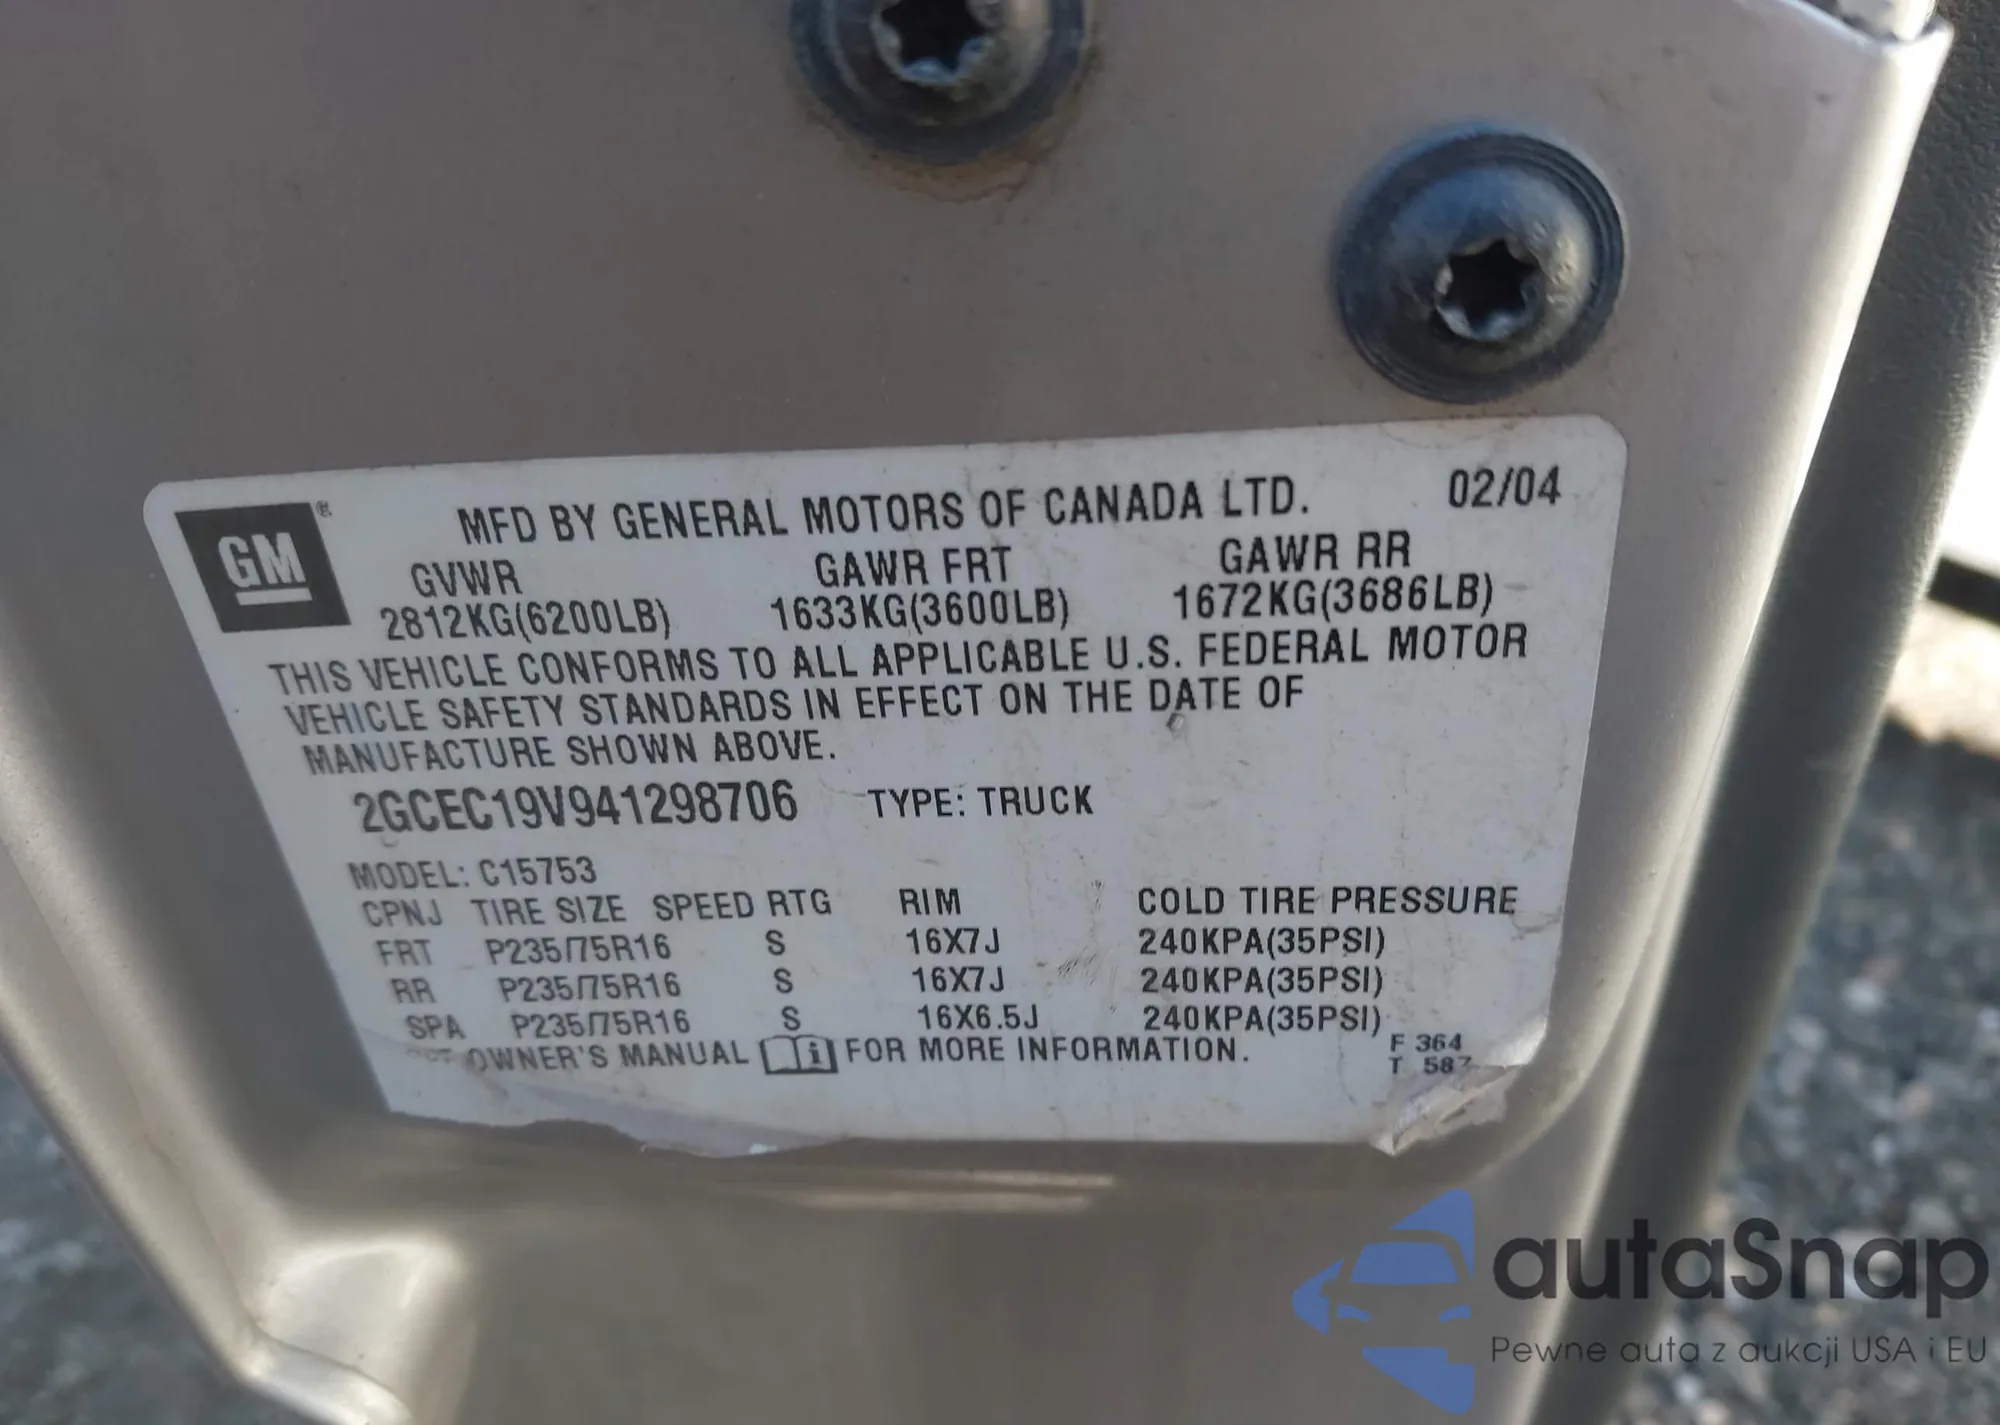 GM ®
MFD BY GENERAL MOTORS OF CANADA LTD. 02/04
GVWR GAWR FRT GAWR RR
2812KG(6200LB) 1633KG(3600LB) 1672KG(3686LB)
THIS VEHICLE CONFORMS TO ALL APPLICABLE U.S. FEDERAL MOTOR
VEHICLE SAFETY STANDARDS IN EFFECT ON THE DATE OF
MANUFACTURE SHOWN ABOVE.
2GCEC19V941298706 TYPE: TRUCK
MODEL: C15753
CPNJ TIRE SIZE SPEED RTG RIM COLD TIRE PRESSURE
FRT P235/75R16 S 16X7J 240KPA(35PSI)
RR P235/75R16 S 16X7J 240KPA(35PSI)
SPA P235/75R16 S 16X6.5J 240KPA(35PSI)
OWNER'S MANUAL FOR MORE INFORMATION.
F 364
T 587
autaSnap
Pewne auta z aukcji USA i EU